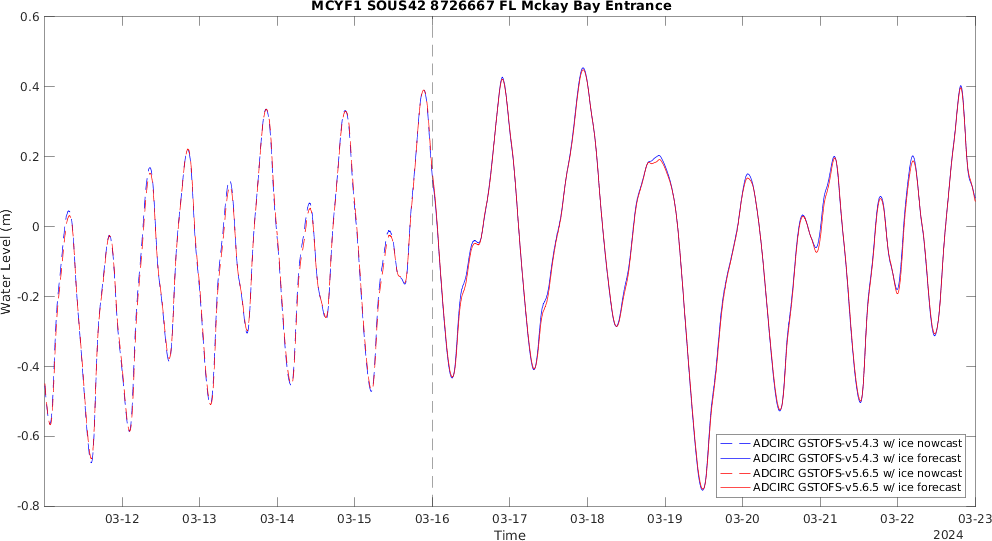 MCYF1 SOUS42 8726667 FL Mckay Bay Entrance
0.6
0.4
0.2
0
-0.2
-0.4
-0.6
-0.8
Water Level (m)
ADCIRC GSTOFS-v5.4.3 w/ ice nowcast
ADCIRC GSTOFS-v5.4.3 w/ ice forecast
ADCIRC GSTOFS-v5.6.5 w/ ice nowcast
ADCIRC GSTOFS-v5.6.5 w/ ice forecast
03-12 03-13 03-14 03-15 03-16 03-17 03-18 03-19 03-20 03-21 03-22 03-23
Time
2024